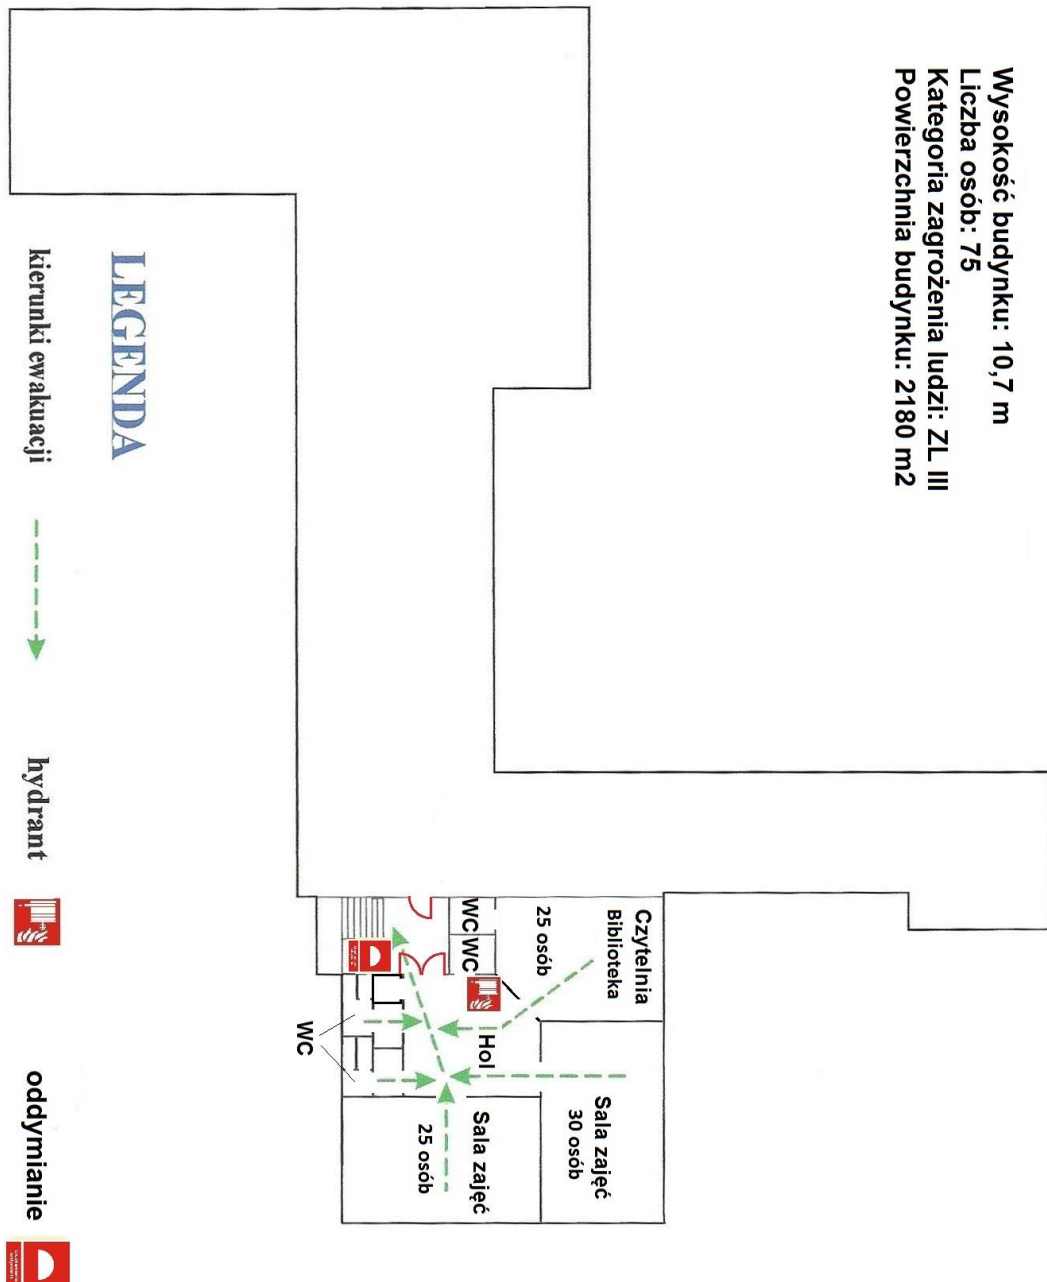 Wysokość budynku: 10,7 m
Liczba osób: 75
Kategoria zagrożenia ludzi: ZL III
Powierzchnia budynku: 2180 m2
Czytelnia
Biblioteka
25 osób
WC
WC
Hol
Sala zajęć
30 osób
Sala zajęć
25 osób
WC
LEGENDA
kierunki ewakuacji
hydrant
oddymianie